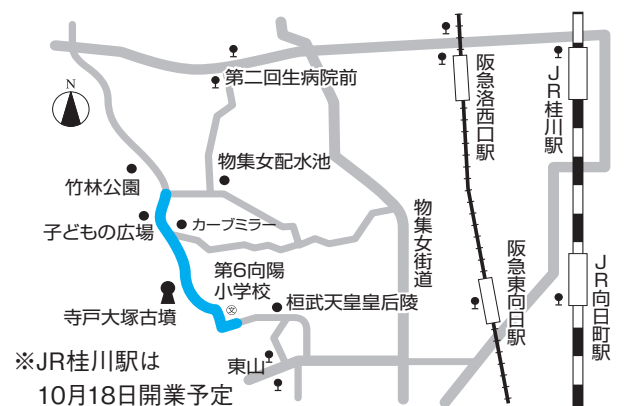 N
第二回生病院前
阪急洛西口駅
JR桂川駅
物集女配水池
竹林公園
子どもの広場
カーブミラー
物集女街道
第6向陽
小学校
文
寺戸大塚古墳
桓武天皇皇后陵
阪急東向日駅
JR向日町駅
東山
※JR桂川駅は
10月18日開業予定